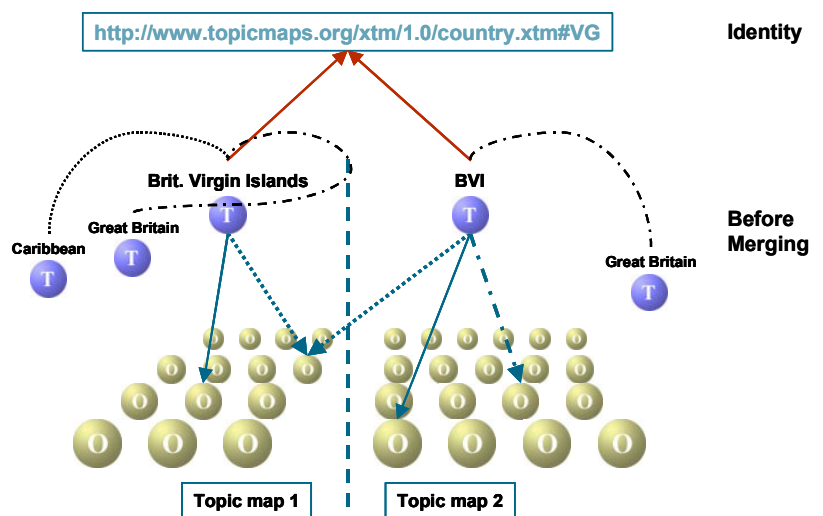 http://www.topicmaps.org/xtm/1.0/country.xtm#VG
Identity
Brit. Virgin Islands
BVI
T
T
Great Britain
Before
Merging
Caribbean
T
Great Britain
T
T
O O O O O O O O O O
O O O O O O O O O
O O O O O O O
O O O O O O O
Topic map 1
Topic map 2